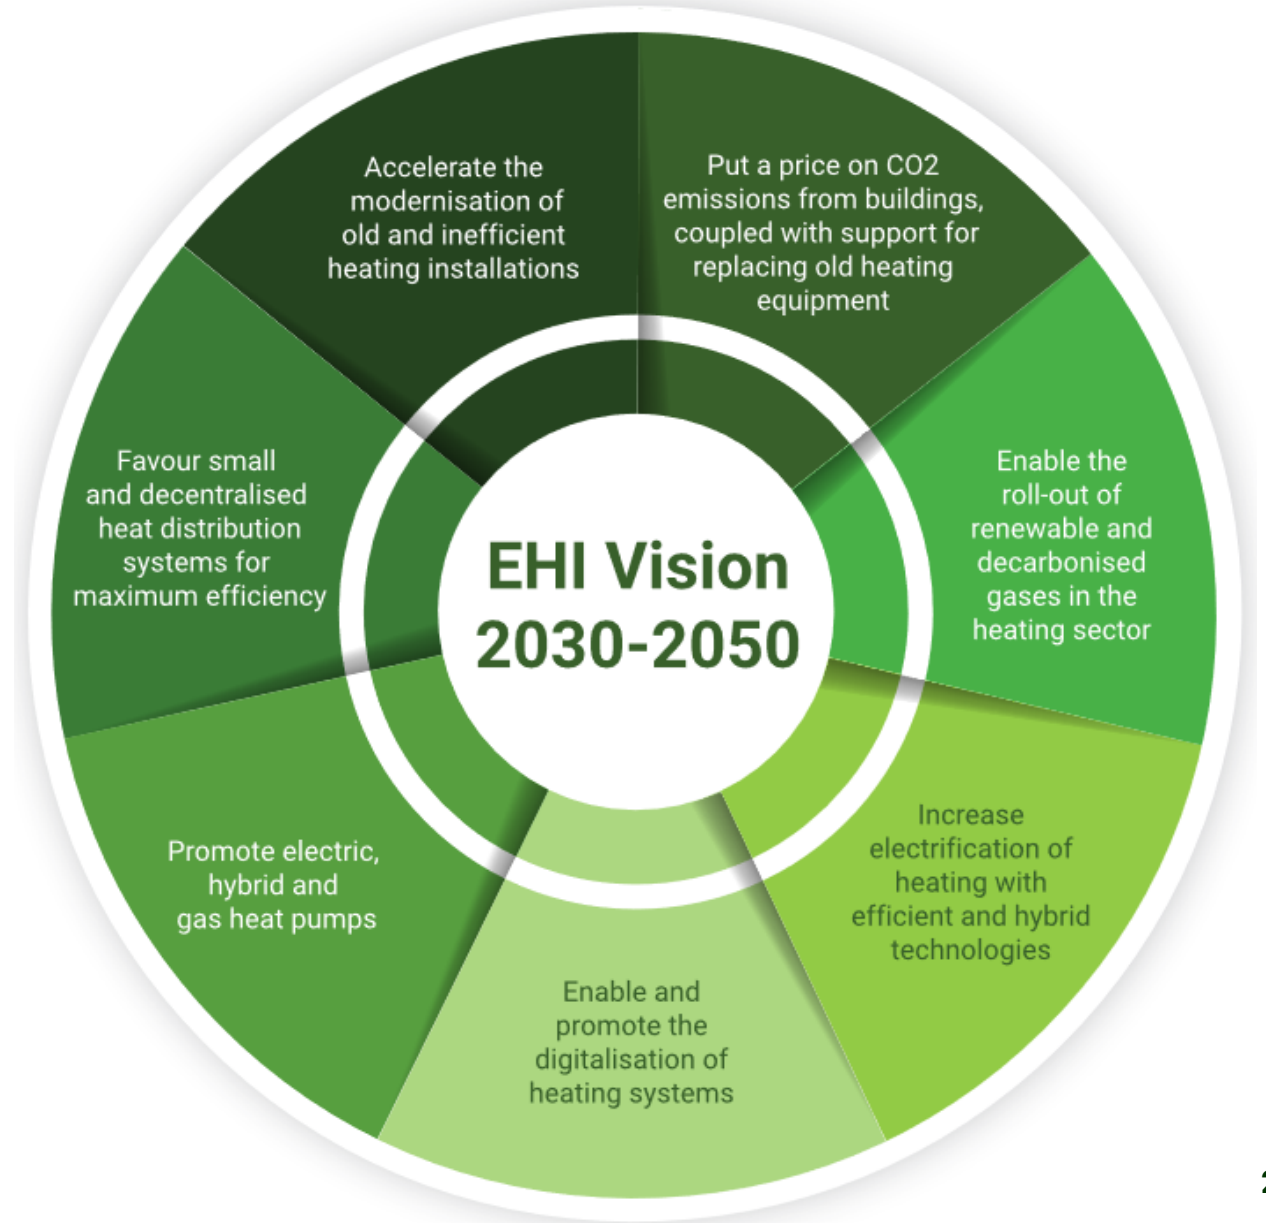 Accelerate the
modernisation of
old and inefficient
heating installations
Put a price on CO2
emissions from buildings,
coupled with support for
replacing old heating
equipment
Favour small
and decentralised
heat distribution
systems for
maximum efficiency
EHI Vision
2030-2050
Enable the
roll-out of
renewable and
decarbonised
gases in the
heating sector
Promote electric,
hybrid and
gas heat pumps
Increase
electrification of
heating with
efficient and hybrid
technologies
Enable and
promote the
digitalisation of
heating systems